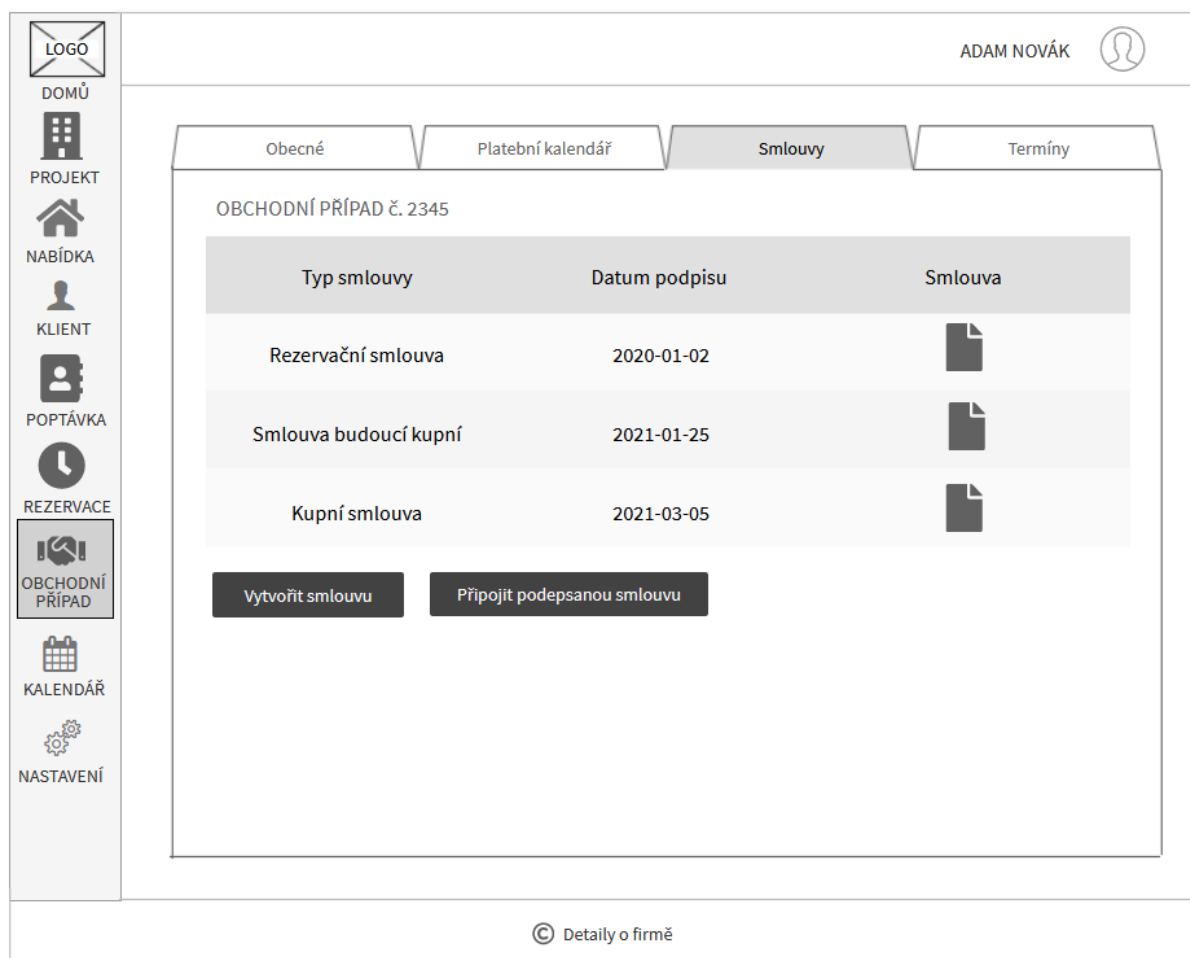 LOGO
ADAM NOVÁK
DOMŮ
PROJEKT
NABÍDKA
KLIENT
POPTÁVKA
REZERVACE
OBCHODNÍ
PŘÍPAD
KALENDÁŘ
NASTAVENÍ
Obecné Platební kalendář Smlouvy Termíny
OBCHODNÍ PŘÍPAD č. 2345
Typ smlouvy Datum podpisu Smlouva
Rezervační smlouva 2020-01-02
Smlouva budoucí kupní 2021-01-25
Kupní smlouva 2021-03-05
Vytvořit smlouvu Připojit podepsanou smlouvu
© Detaily o firmě